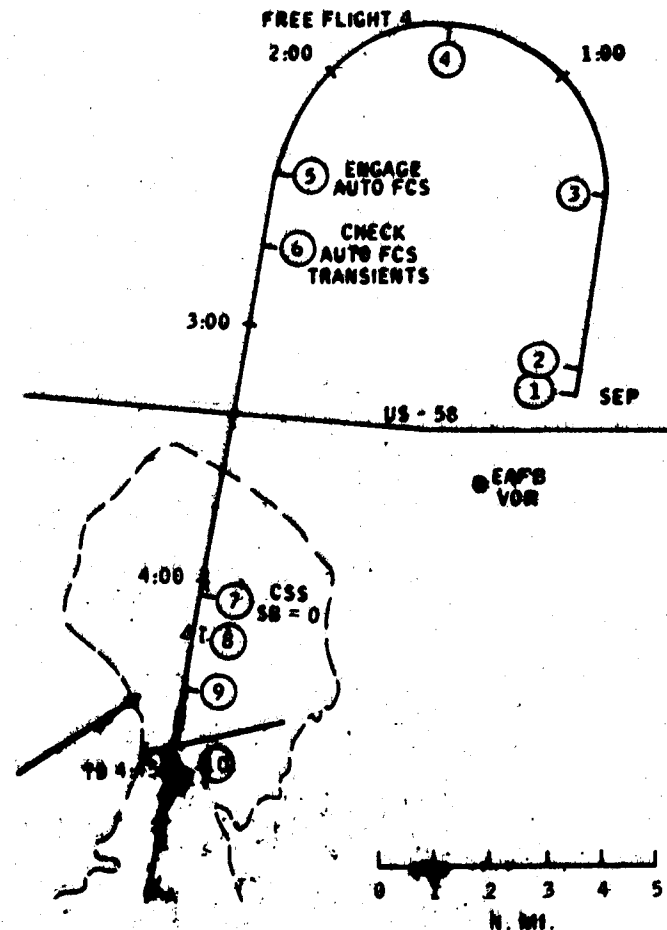 FREE FLIGHT 4
2:00
1:00
4
5
ENGAGE
AUTO FCS
3
6
CHECK
AUTO FCS
TRANSIENTS
3:00
2
1
SEP
US - 58
EAFB
VOR
4:00
7
CSS
SB = 0
8
9
10
0 1 2 3 4 5
N. MI.